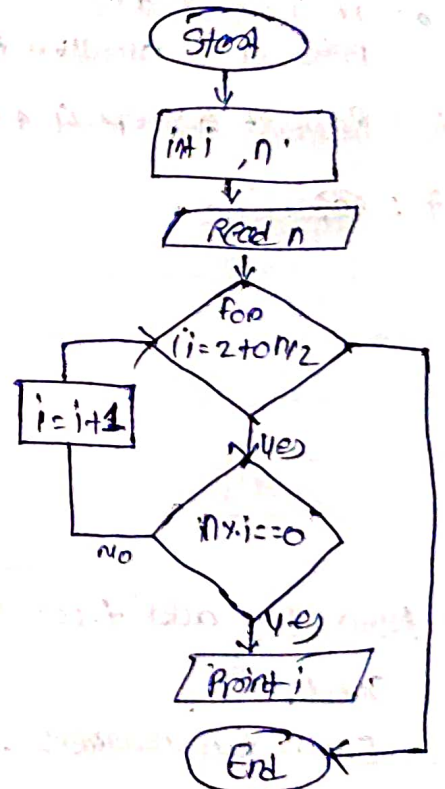 Start
int i , n
Read n
for
i = 2 to n/2
i = i+1
yes
n%i==0
No
yes
Print i
End